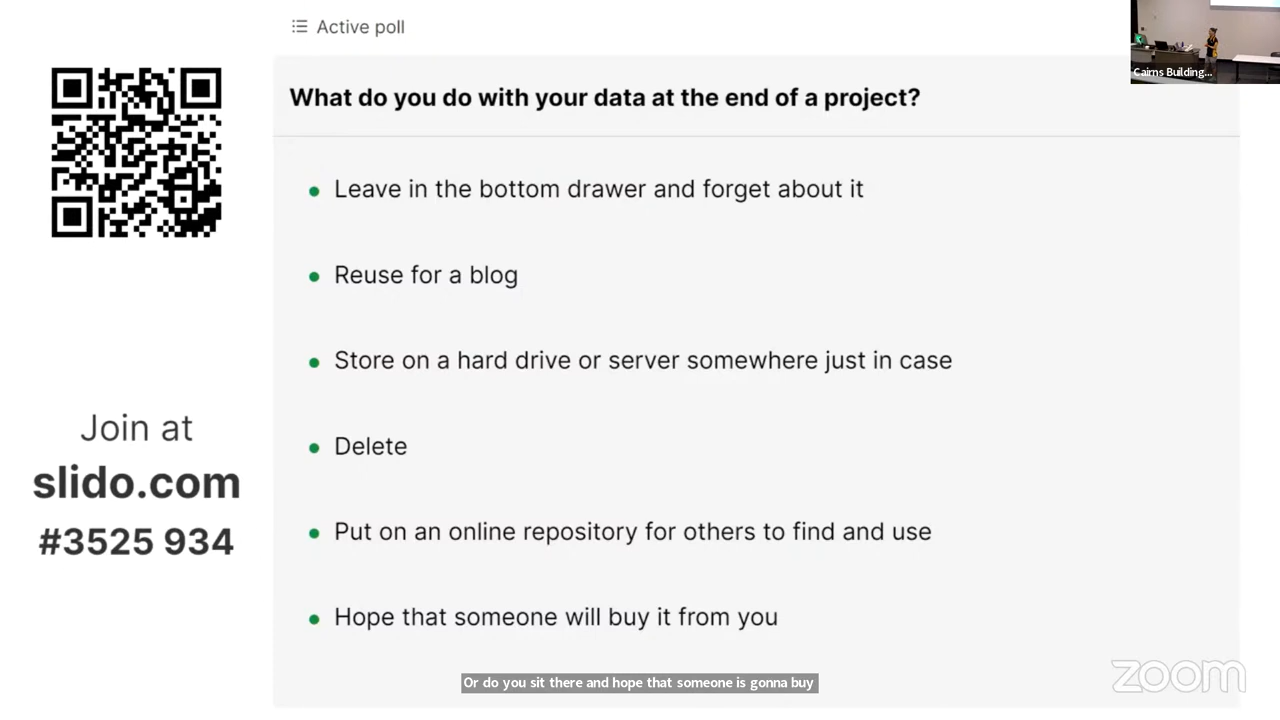 Active poll
What do you do with your data at the end of a project?
Leave in the bottom drawer and forget about it
Reuse for a blog
Store on a hard drive or server somewhere just in case
Delete
Put on an online repository for others to find and use
Hope that someone will buy it from you
Join at
slido.com
#3525 934
Cairns Building...
Or do you sit there and hope that someone is gonna buy
zoom